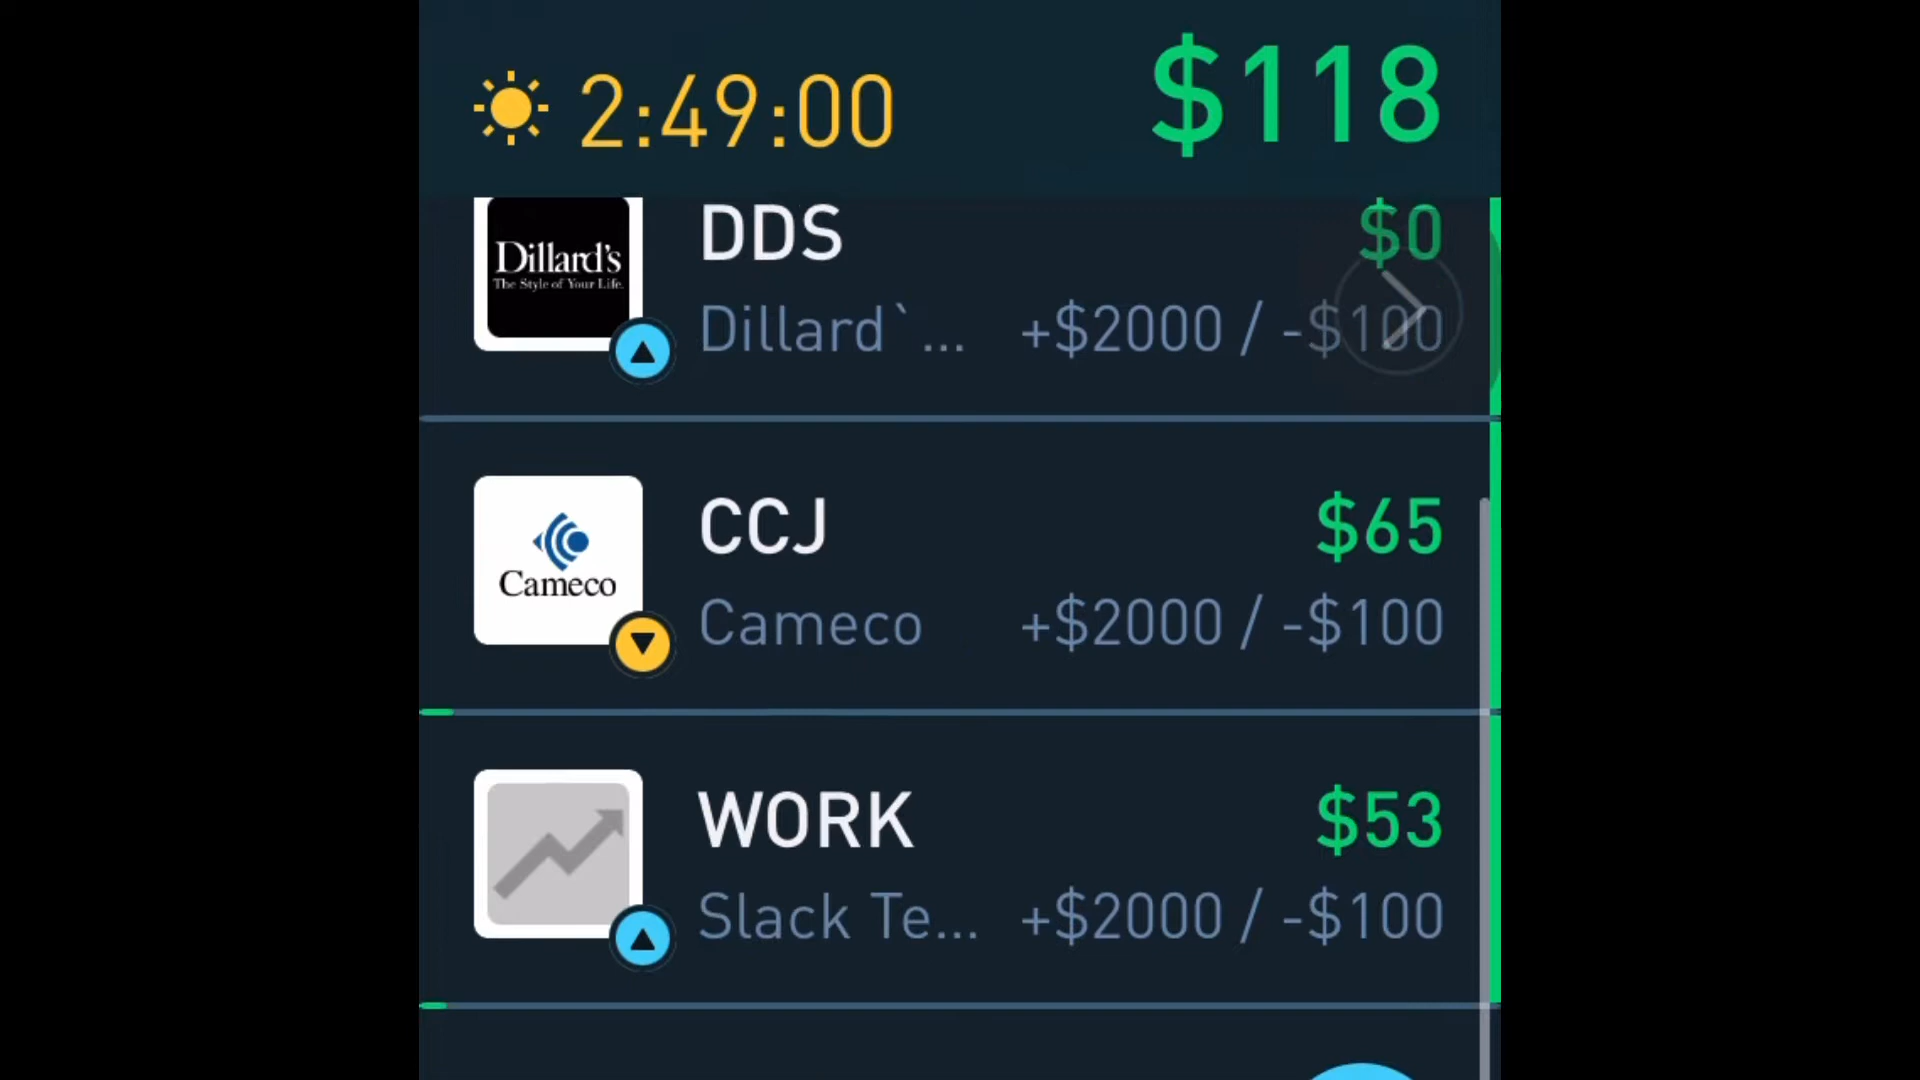 2:49:00
$118
Dillard's
The Style of Your Life.
DDS
$0
Dillard`...
+$2000 / -$100
Cameco
CCJ
$65
Cameco
+$2000 / -$100
WORK
$53
Slack Te...
+$2000 / -$100